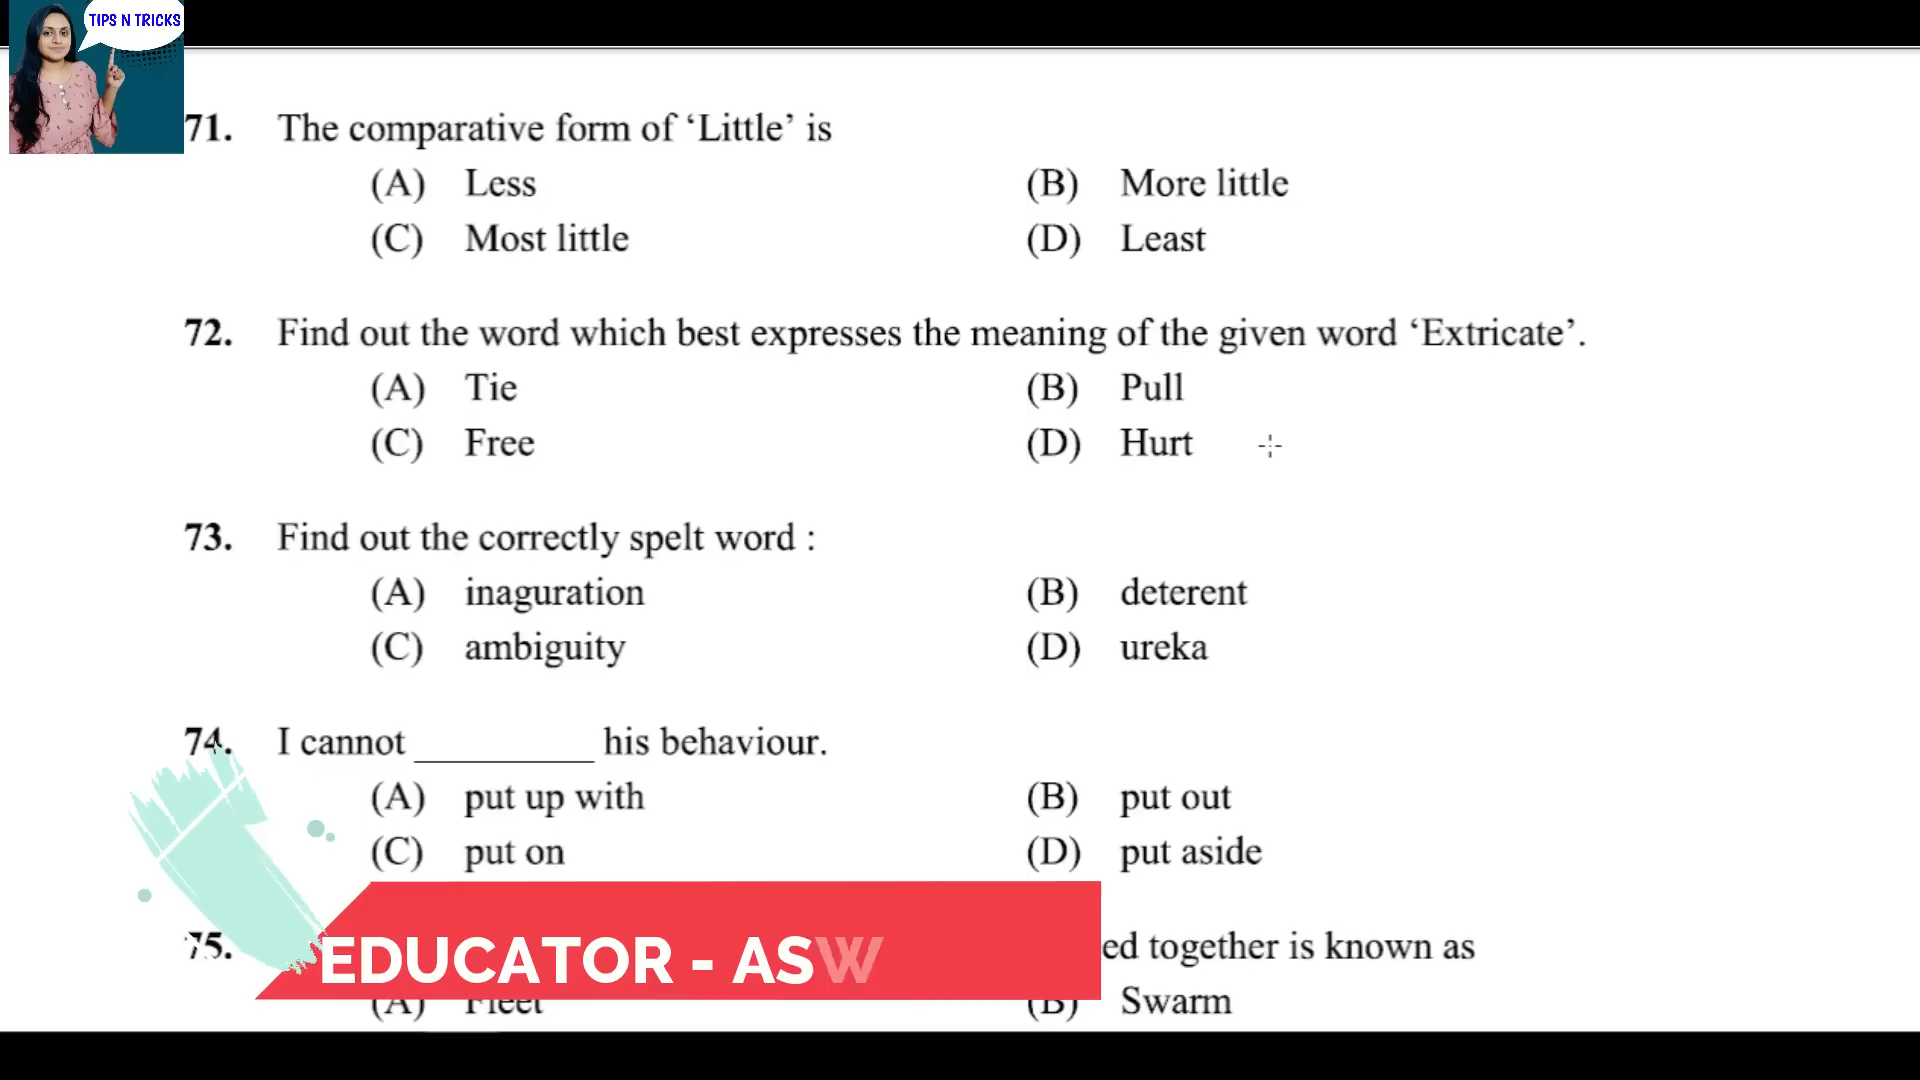 TIPS N TRICKS
71. The comparative form of ‘Little’ is
(A) Less (B) More little
(C) Most little (D) Least
72. Find out the word which best expresses the meaning of the given word ‘Extricate’.
(A) Tie (B) Pull
(C) Free (D) Hurt
73. Find out the correctly spelt word :
(A) inaguration (B) deterent
(C) ambiguity (D) ureka
74. I cannot __________ his behaviour.
(A) put up with (B) put out
(C) put on (D) put aside
75. ed together is known as
EDUCATOR - ASW
(A) Fleet (B) Swarm